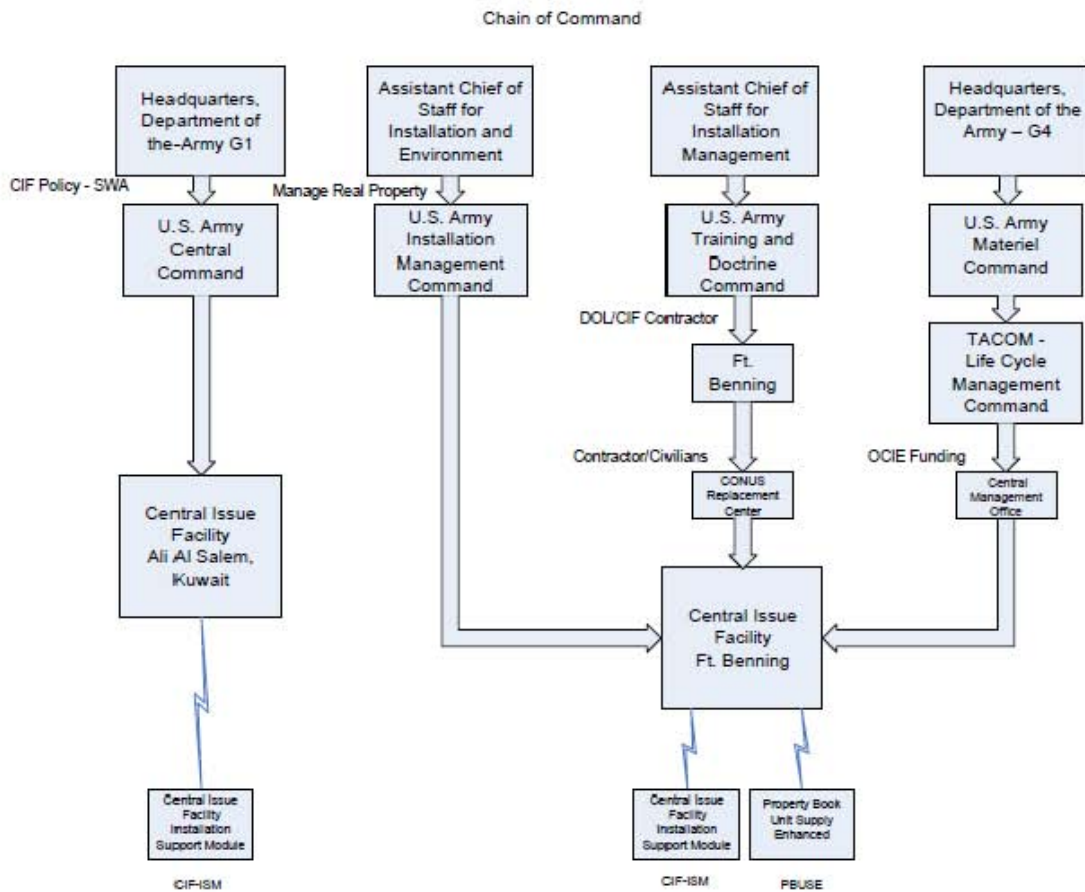 Chain of Command
Headquarters,
Department of
the-Army G1
Assistant Chief of
Staff for
Installation and
Environment
Assistant Chief of
Staff for
Installation
Management
Headquarters,
Department of the
Army – G4
CIF Policy - SWA
Manage Real Property
U.S. Army
Central
Command
U.S. Army
Installation
Management
Command
U.S. Army
Training and
Doctrine
Command
U.S. Army
Materiel
Command
DOL/CIF Contractor
Ft.
Benning
TACOM -
Life Cycle
Management
Command
Contractor/Civilians
OCIE Funding
CONUS
Replacement
Center
Central
Management
Office
Central Issue
Facility
Ali Al Salem,
Kuwait
Central Issue
Facility
Ft. Benning
Central Issue
Facility
Installation
Support Module
Central Issue
Facility
Installation
Support Module
Property Book
Unit Supply
Enhanced
CIF-ISM
CIF-ISM
PBUSE